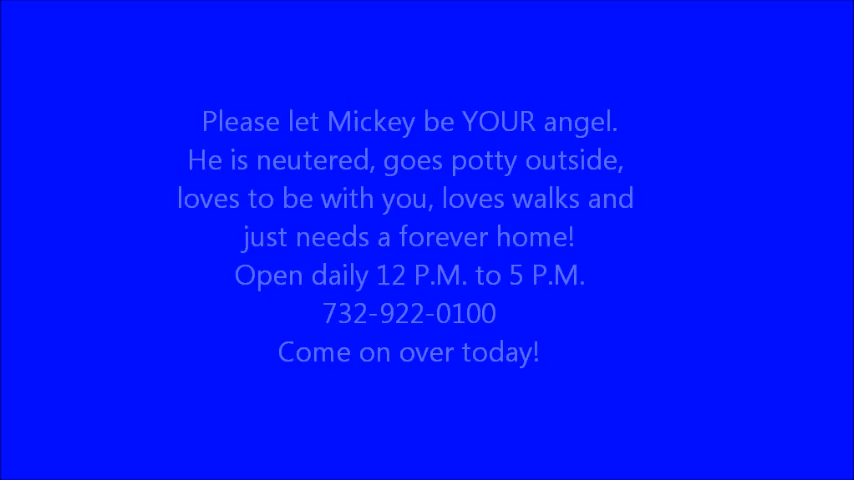 Please let Mickey be YOUR angel.
He is neutered, goes potty outside,
loves to be with you, loves walks and
just needs a forever home!
Open daily 12 P.M. to 5 P.M.
732-922-0100
Come on over today!